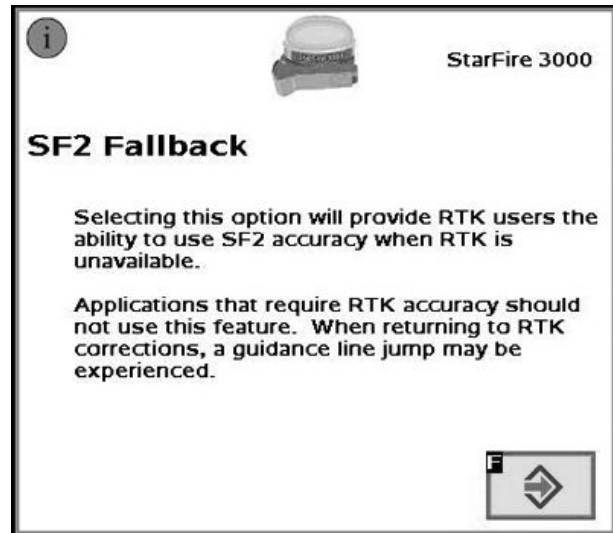 i
StarFire 3000
SF2 Fallback
Selecting this option will provide RTK users the
ability to use SF2 accuracy when RTK is
unavailable.
Applications that require RTK accuracy should
not use this feature. When returning to RTK
corrections, a guidance line jump may be
experienced.
F